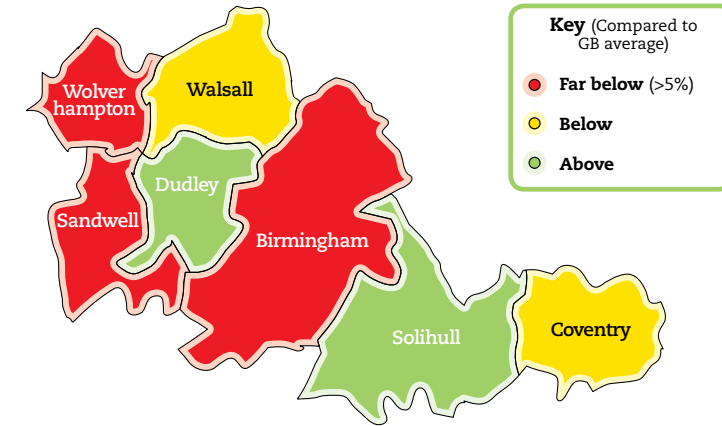 Key (Compared to
GB average)
Far below (>5%)
Below
Above
Wolver
hampton
Walsall
Dudley
Sandwell
Birmingham
Solihull
Coventry